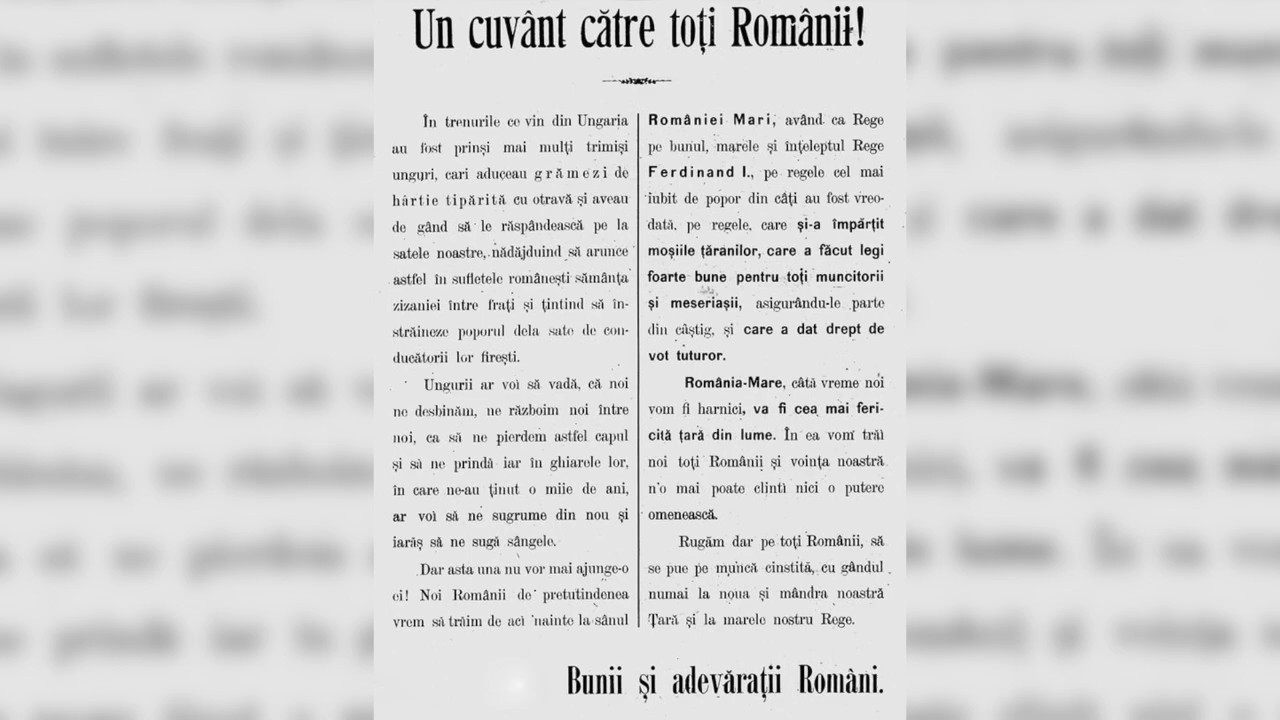 Un cuvânt către toți Românii!
În trenurile ce vin din Ungaria
au fost prinși mai mulți trimiși
unguri, cari aduceau grămezi de
hârtie tipărită cu otravă și aveau
de gând să le răspândească pe la
satele noastre, nădăjduind să arunce
astfel în sufletele românești sămânța
zizaniei între frați și țintind să în-
străineze poporul dela sate de con-
ducătorii lor firești.
Ungurii ar voi să vadă, că noi
ne desbinăm, ne războim noi între
noi, ca să ne pierdem astfel capul
și să ne prindă iar în ghiarele lor,
în care ne-au ținut o miie de ani,
ar voi să ne sugrume din nou și
iarăș să ne sugă sângele.
Dar asta una nu vor mai ajunge-o
ei! Noi Românii de pretutindenea
vrem să trăim de aci 'nainte la sânul
României Mari, având ca Rege
pe bunul, marele și înțeleptul Rege
Ferdinand I., pe regele cel mai
iubit de popor din câți au fost vreo-
dată, pe regele, care și-a împărțit
moșiile țăranilor, care a făcut legi
foarte bune pentru toți muncitorii
și meseriașii, asigurându-le parte
din câștig, și care a dat drept de
vot tuturor.
România-Mare, câtă vreme noi
vom fi harnici, va fi cea mai feri-
cită țară din lume. În ea vom trăi
noi toți Românii și voința noastră
n'o mai poate clinti nici o putere
omenească.
Rugăm dar pe toți Românii, să
se pue pe muncă cinstită, cu gândul
numai la noua și mândra noastră
Țară și la marele nostru Rege.
Bunii și adevărații Români.